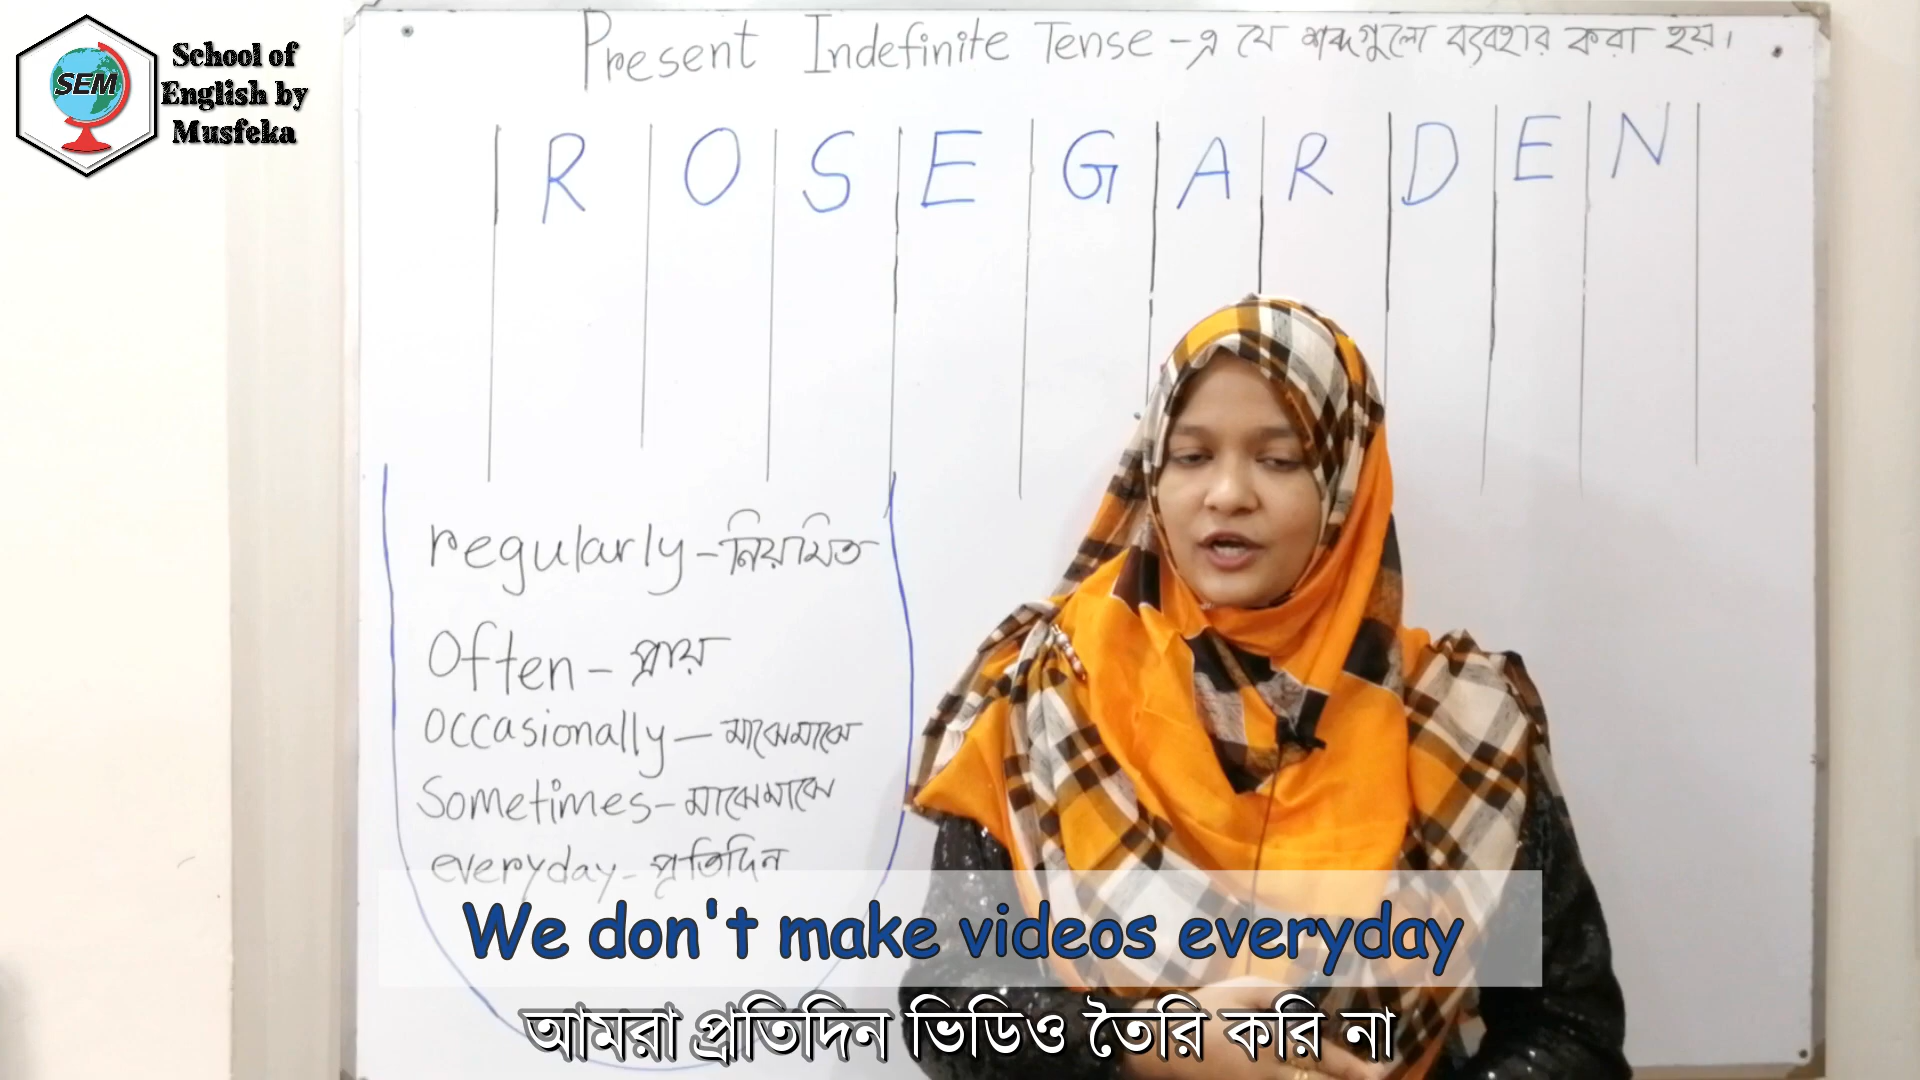 School of
English by
Musfeka
SEM
Present Indefinite Tense - এ যে শব্দগুলো ব্যবহার করা হয়।
R O S E G A R D E N
regularly - নিয়মিত
Often - প্রায়
Occasionally - মাঝেমাঝে
Sometimes - মাঝেমাঝে
everyday - প্রতিদিন
We don't make videos everyday
আমরা প্রতিদিন ভিডিও তৈরি করি না